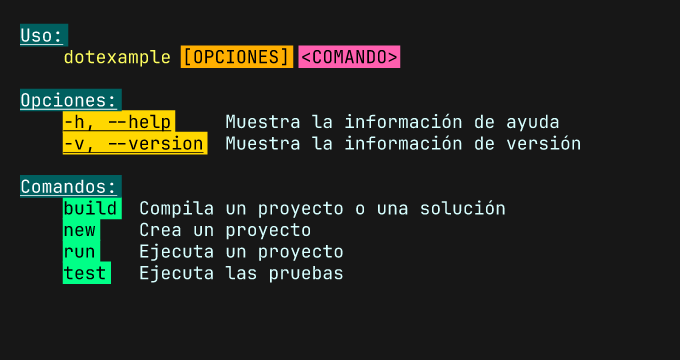 Uso:
dotexample [OPCIONES] <COMANDO>
Opciones:
-h, --help Muestra la información de ayuda
-v, --version Muestra la información de versión
Comandos:
build Compila un proyecto o una solución
new Crea un proyecto
run Ejecuta un proyecto
test Ejecuta las pruebas